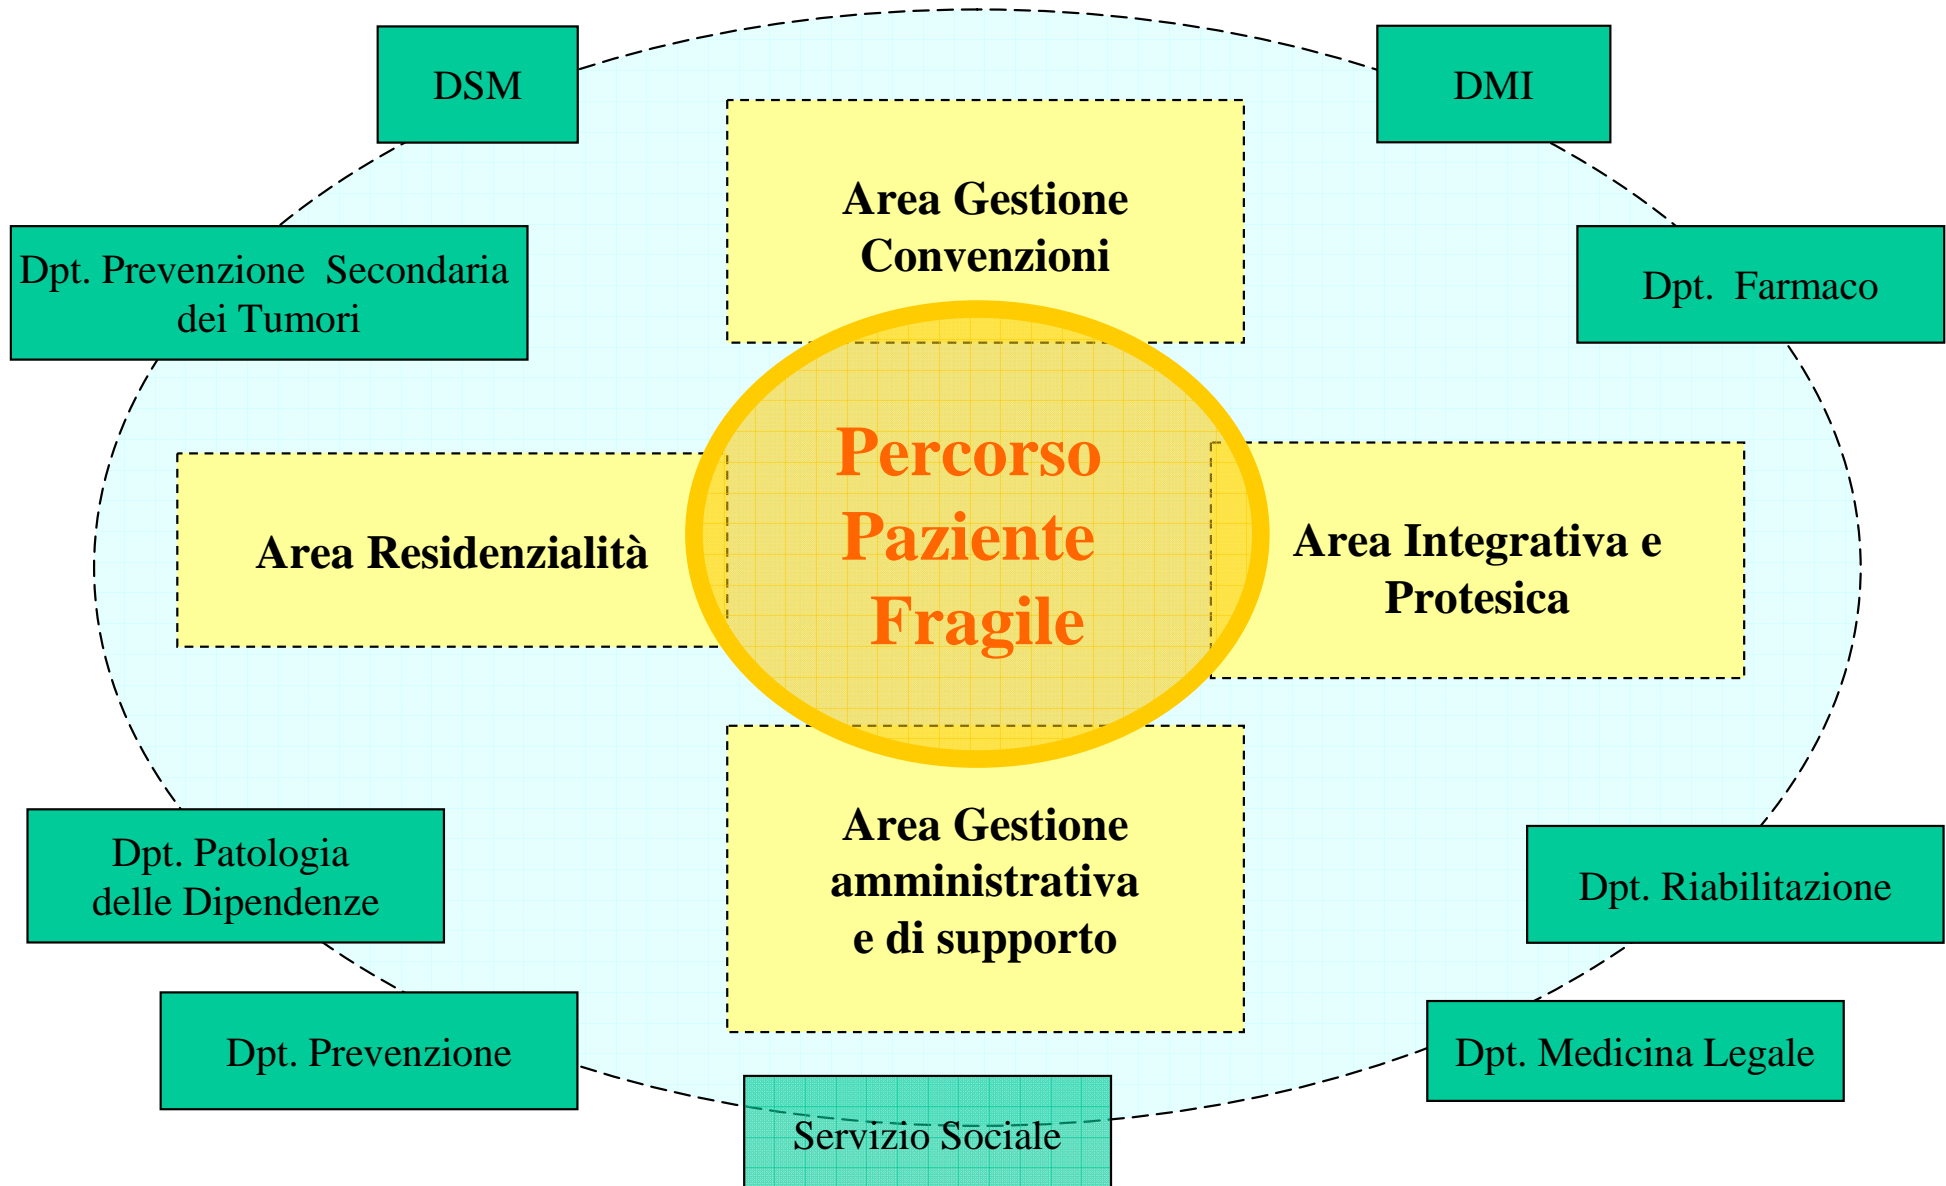 DSM
DMI
Area Gestione
Convenzioni
Dpt. Prevenzione Secondaria
dei Tumori
Dpt. Farmaco
Percorso
Paziente
Fragile
Area Residenzialità
Area Integrativa e
Protesica
Area Gestione
amministrativa
e di supporto
Dpt. Patologia
delle Dipendenze
Dpt. Riabilitazione
Dpt. Prevenzione
Dpt. Medicina Legale
Servizio Sociale